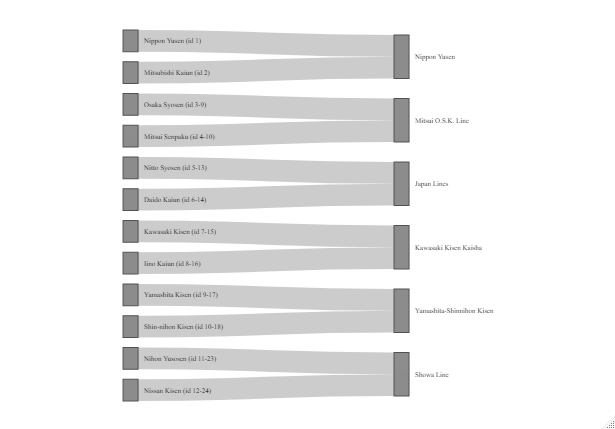 Nippon Yusen (id 1)
Mitsubishi Kaiun (id 2)
Nippon Yusen
Osaka Syosen (id 3-9)
Mitsui Senpaku (id 4-10)
Mitsui O.S.K. Line
Nitto Syosen (id 5-13)
Daido Kaiun (id 6-14)
Japan Lines
Kawasaki Kisen (id 7-15)
Iino Kaiun (id 8-16)
Kawasaki Kisen Kaisha
Yamashita Kisen (id 9-17)
Shin-nihon Kisen (id 10-18)
Yamashita-Shinnihon Kisen
Nihon Yusosen (id 11-23)
Nissan Kisen (id 12-24)
Showa Line